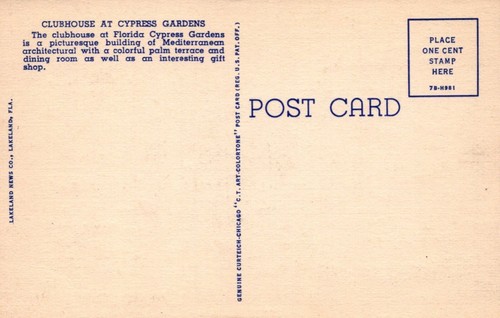 CLUBHOUSE AT CYPRESS GARDENS
The clubhouse at Florida Cypress Gardens
is a picturesque building of Mediterranean
architectural with a colorful palm terrace and
dining room as well as an interesting gift
shop.
LAKELAND NEWS CO., LAKELAND, FLA.
GENUINE CURTEICH-CHICAGO "C.T. ART-COLORTONE" POST CARD (REG. U.S. PAT. OFF.)
POST CARD
PLACE
ONE CENT
STAMP
HERE
7B-H981